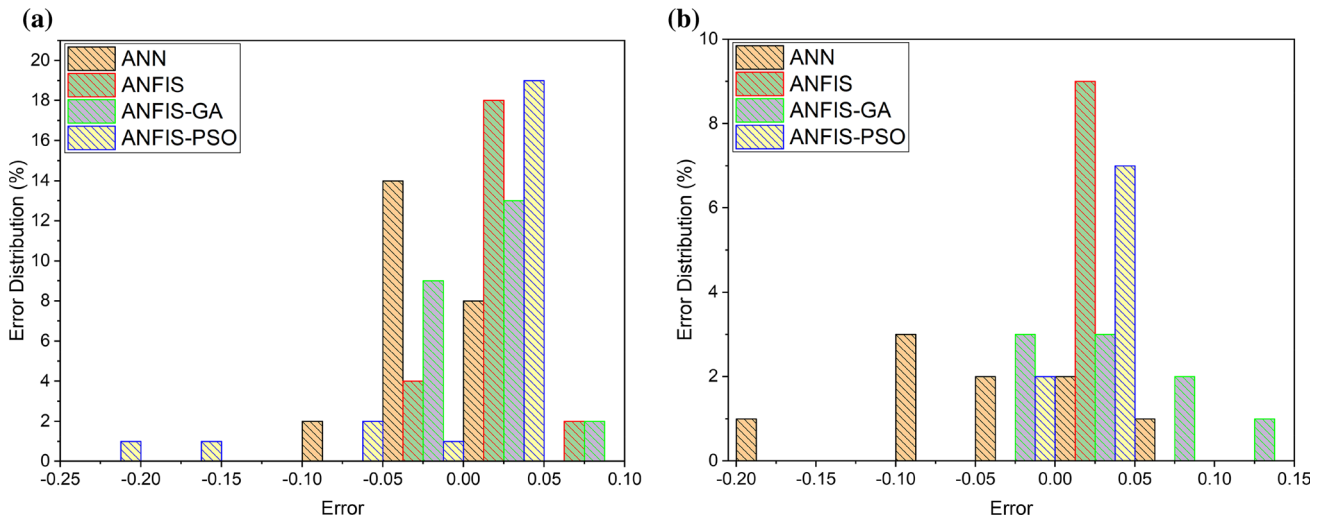 (a)
ANN
ANFIS
ANFIS-GA
ANFIS-PSO
20
18
16
14
12
10
8
6
4
2
0
Error Distribution (%)
-0.25
-0.20
-0.15
-0.10
-0.05
0.00
0.05
0.10
Error
(b)
ANN
ANFIS
ANFIS-GA
ANFIS-PSO
10
8
6
4
2
0
Error Distribution (%)
-0.20
-0.15
-0.10
-0.05
0.00
0.05
0.10
0.15
Error